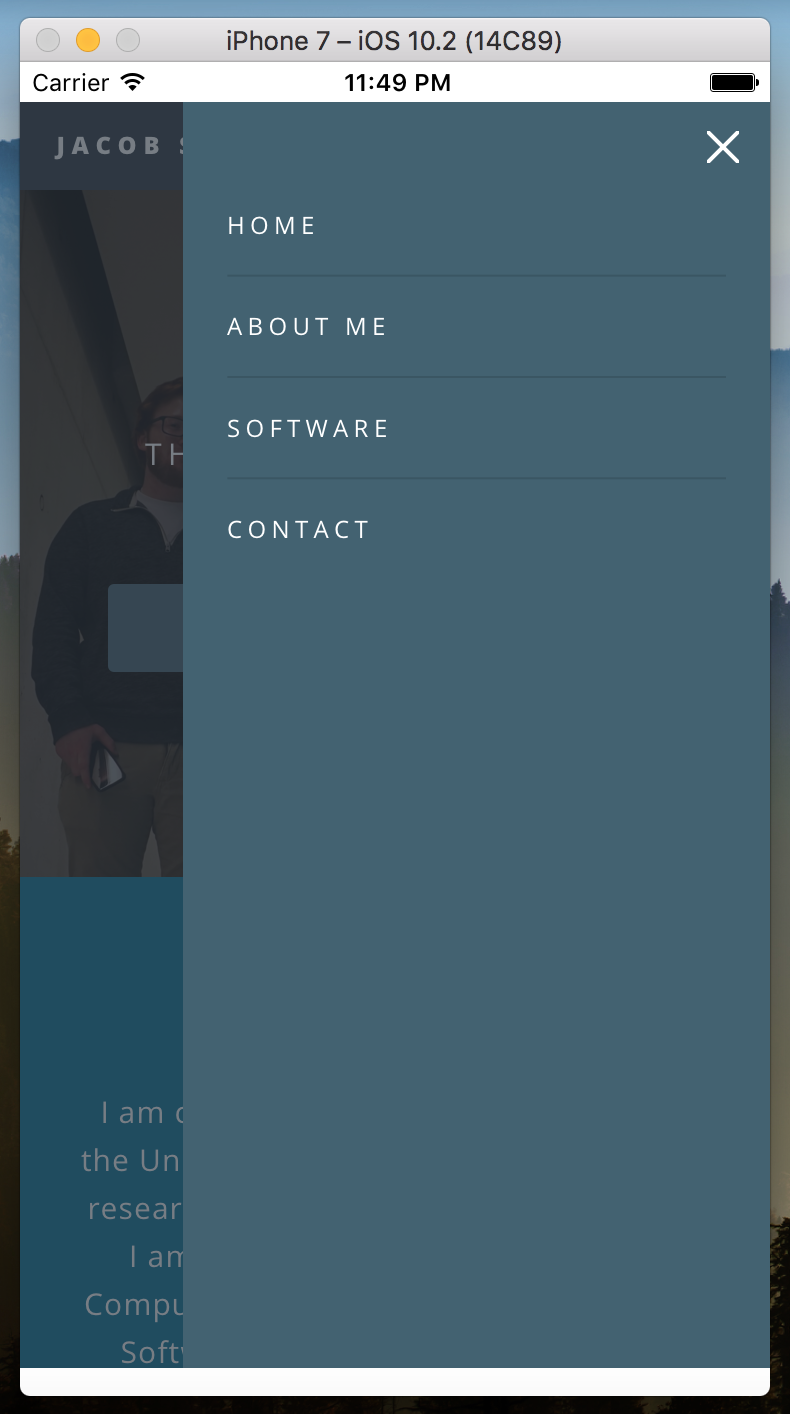 iPhone 7 – iOS 10.2 (14C89)
Carrier 11:49 PM
JACOB
HOME
ABOUT ME
SOFTWARE
CONTACT
TH
I am
the Un
resear
I am
Compu
Soft